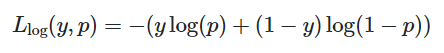 L_log(y, p) = −(y log(p) + (1 − y) log(1 − p))